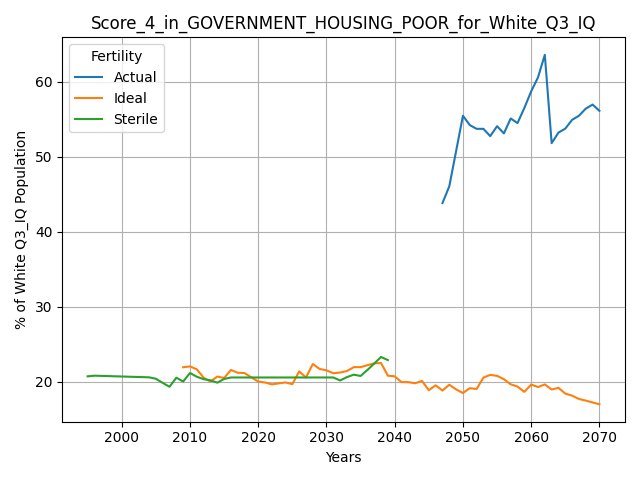 Score_4_in_GOVERNMENT_HOUSING_POOR_for_White_Q3_IQ
Fertility
Actual
Ideal
Sterile
% of White Q3_IQ Population
60
50
40
30
20
2000 2010 2020 2030 2040 2050 2060 2070
Years